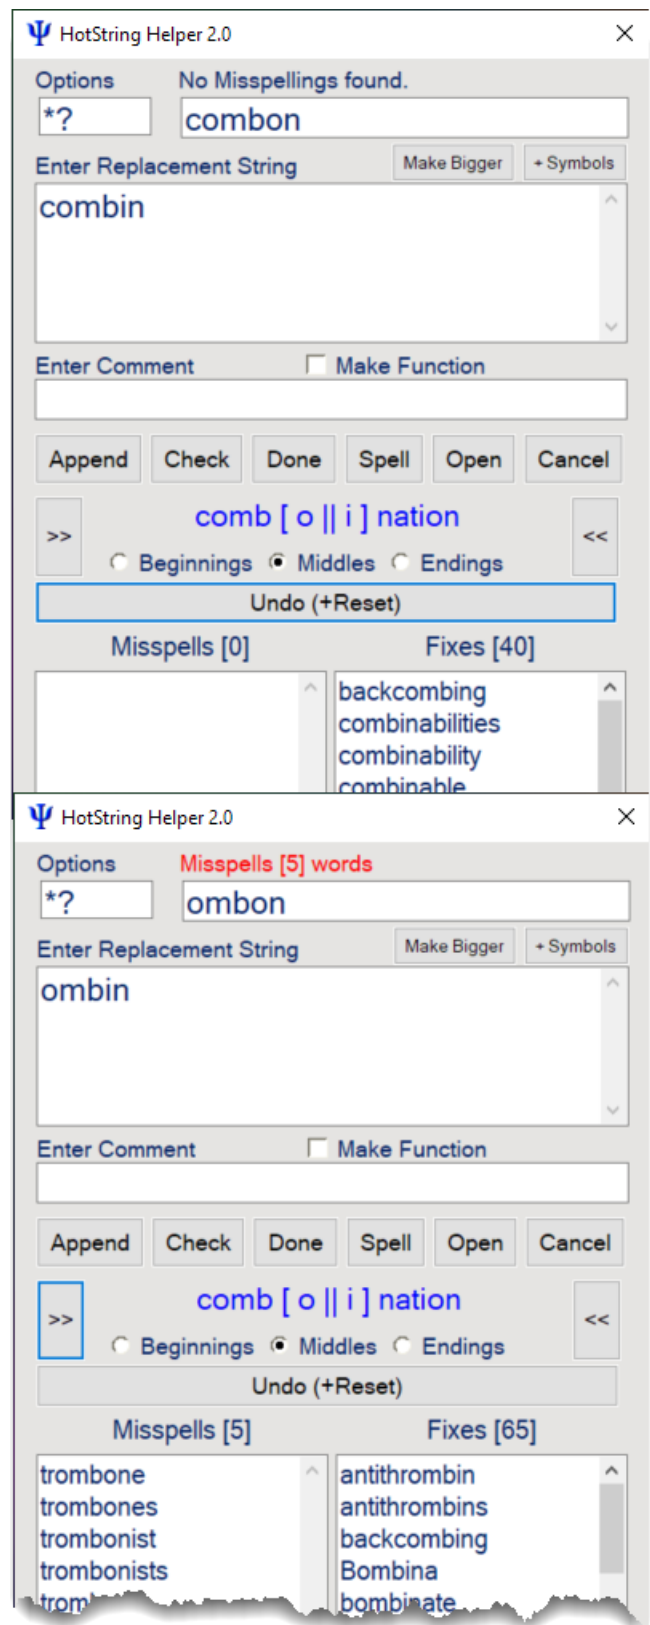 Ψ HotString Helper 2.0 ×
Options No Misspellings found.
*? combon
Enter Replacement String Make Bigger + Symbols
combin
Enter Comment Make Function
Append Check Done Spell Open Cancel
>> comb [ o || i ] nation <<
Beginnings Middles Endings
Undo (+Reset)
Misspells [0] Fixes [40]
backcombing
combinabilities
combinability
combinable
Ψ HotString Helper 2.0 ×
Options Misspells [5] words
*? ombon
Enter Replacement String Make Bigger + Symbols
ombin
Enter Comment Make Function
Append Check Done Spell Open Cancel
>> comb [ o || i ] nation <<
Beginnings Middles Endings
Undo (+Reset)
Misspells [5] Fixes [65]
trombone antithrombin
trombones antithrombins
trombonist backcombing
trombonists Bombina
bombinate